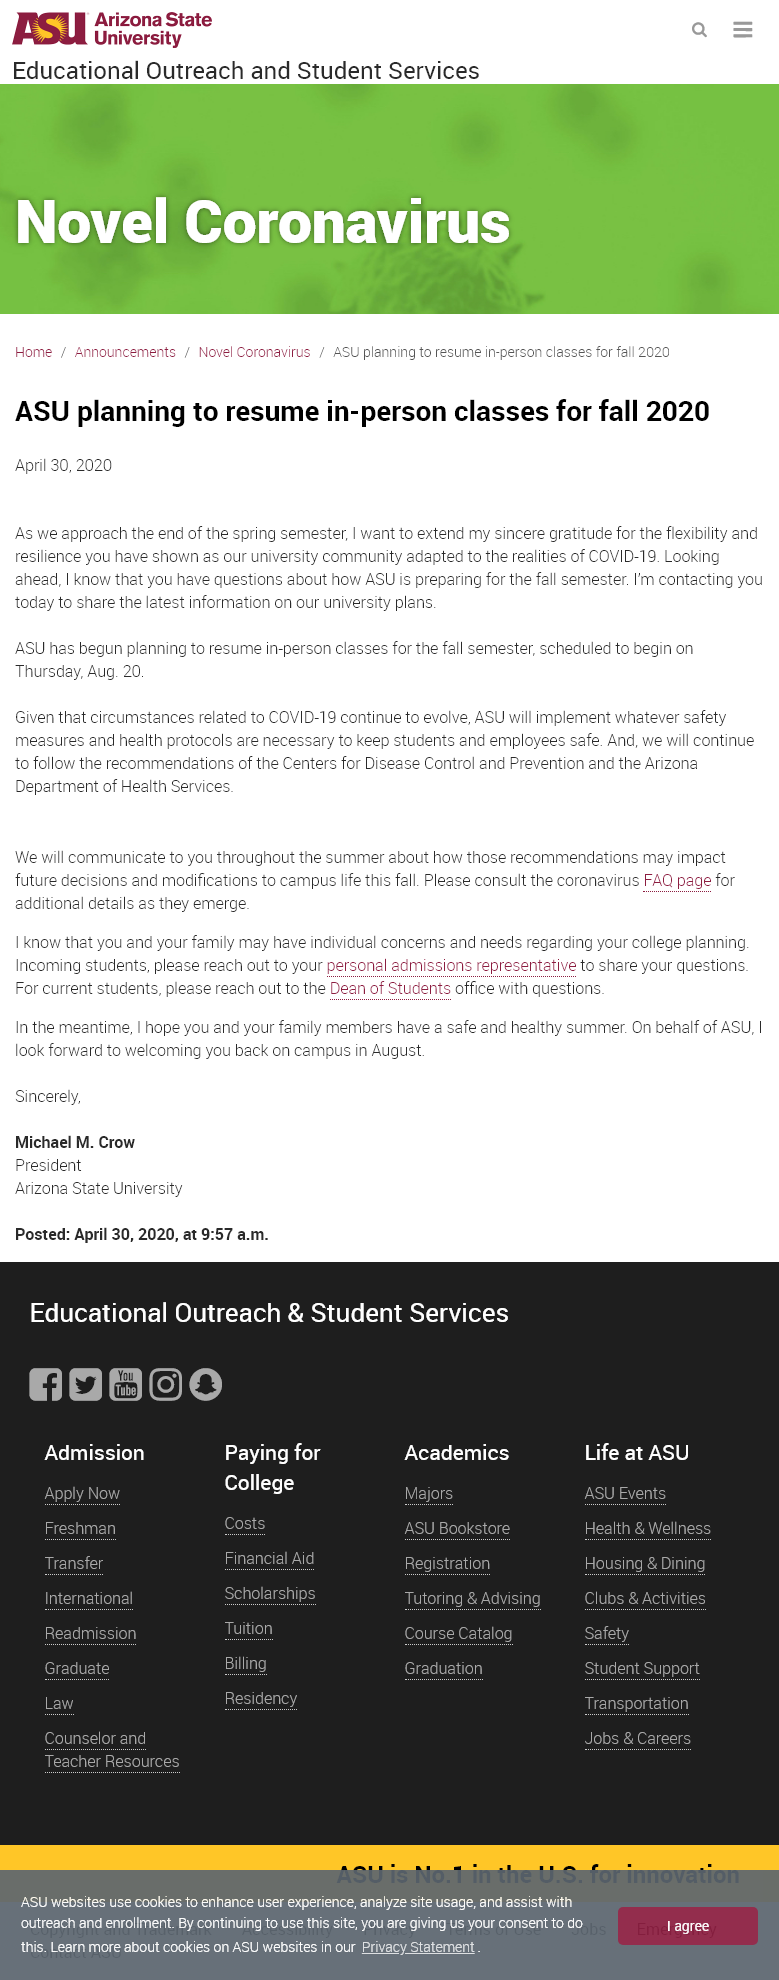 ASU Arizona State University
Educational Outreach and Student Services
Novel Coronavirus
Home / Announcements / Novel Coronavirus / ASU planning to resume in-person classes for fall 2020
ASU planning to resume in-person classes for fall 2020
April 30, 2020
As we approach the end of the spring semester, I want to extend my sincere gratitude for the flexibility and
resilience you have shown as our university community adapted to the realities of COVID-19. Looking
ahead, I know that you have questions about how ASU is preparing for the fall semester. I’m contacting you
today to share the latest information on our university plans.
ASU has begun planning to resume in-person classes for the fall semester, scheduled to begin on
Thursday, Aug. 20.
Given that circumstances related to COVID-19 continue to evolve, ASU will implement whatever safety
measures and health protocols are necessary to keep students and employees safe. And, we will continue
to follow the recommendations of the Centers for Disease Control and Prevention and the Arizona
Department of Health Services.
We will communicate to you throughout the summer about how those recommendations may impact
future decisions and modifications to campus life this fall. Please consult the coronavirus FAQ page for
additional details as they emerge.
I know that you and your family may have individual concerns and needs regarding your college planning.
Incoming students, please reach out to your personal admissions representative to share your questions.
For current students, please reach out to the Dean of Students office with questions.
In the meantime, I hope you and your family members have a safe and healthy summer. On behalf of ASU, I
look forward to welcoming you back on campus in August.
Sincerely,
Michael M. Crow
President
Arizona State University
Posted: April 30, 2020, at 9:57 a.m.
Educational Outreach & Student Services
You Tube
Admission
Apply Now
Freshman
Transfer
International
Readmission
Graduate
Law
Counselor and
Teacher Resources
Paying for
College
Costs
Financial Aid
Scholarships
Tuition
Billing
Residency
Academics
Majors
ASU Bookstore
Registration
Tutoring & Advising
Course Catalog
Graduation
Life at ASU
ASU Events
Health & Wellness
Housing & Dining
Clubs & Activities
Safety
Student Support
Transportation
Jobs & Careers
ASU is No.1 in the U.S. for innovation
ASU websites use cookies to enhance user experience, analyze site usage, and assist with
outreach and enrollment. By continuing to use this site, you are giving us your consent to do
this. Learn more about cookies on ASU websites in our Privacy Statement .
I agree